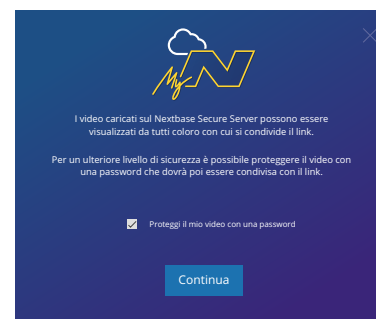 My N
I video caricati sul Nextbase Secure Server possono essere
visualizzati da tutti coloro con cui si condivide il link.
Per un ulteriore livello di sicurezza è possibile proteggere il video con
una password che dovrà poi essere condivisa con il link.
Proteggi il mio video con una password
Continua